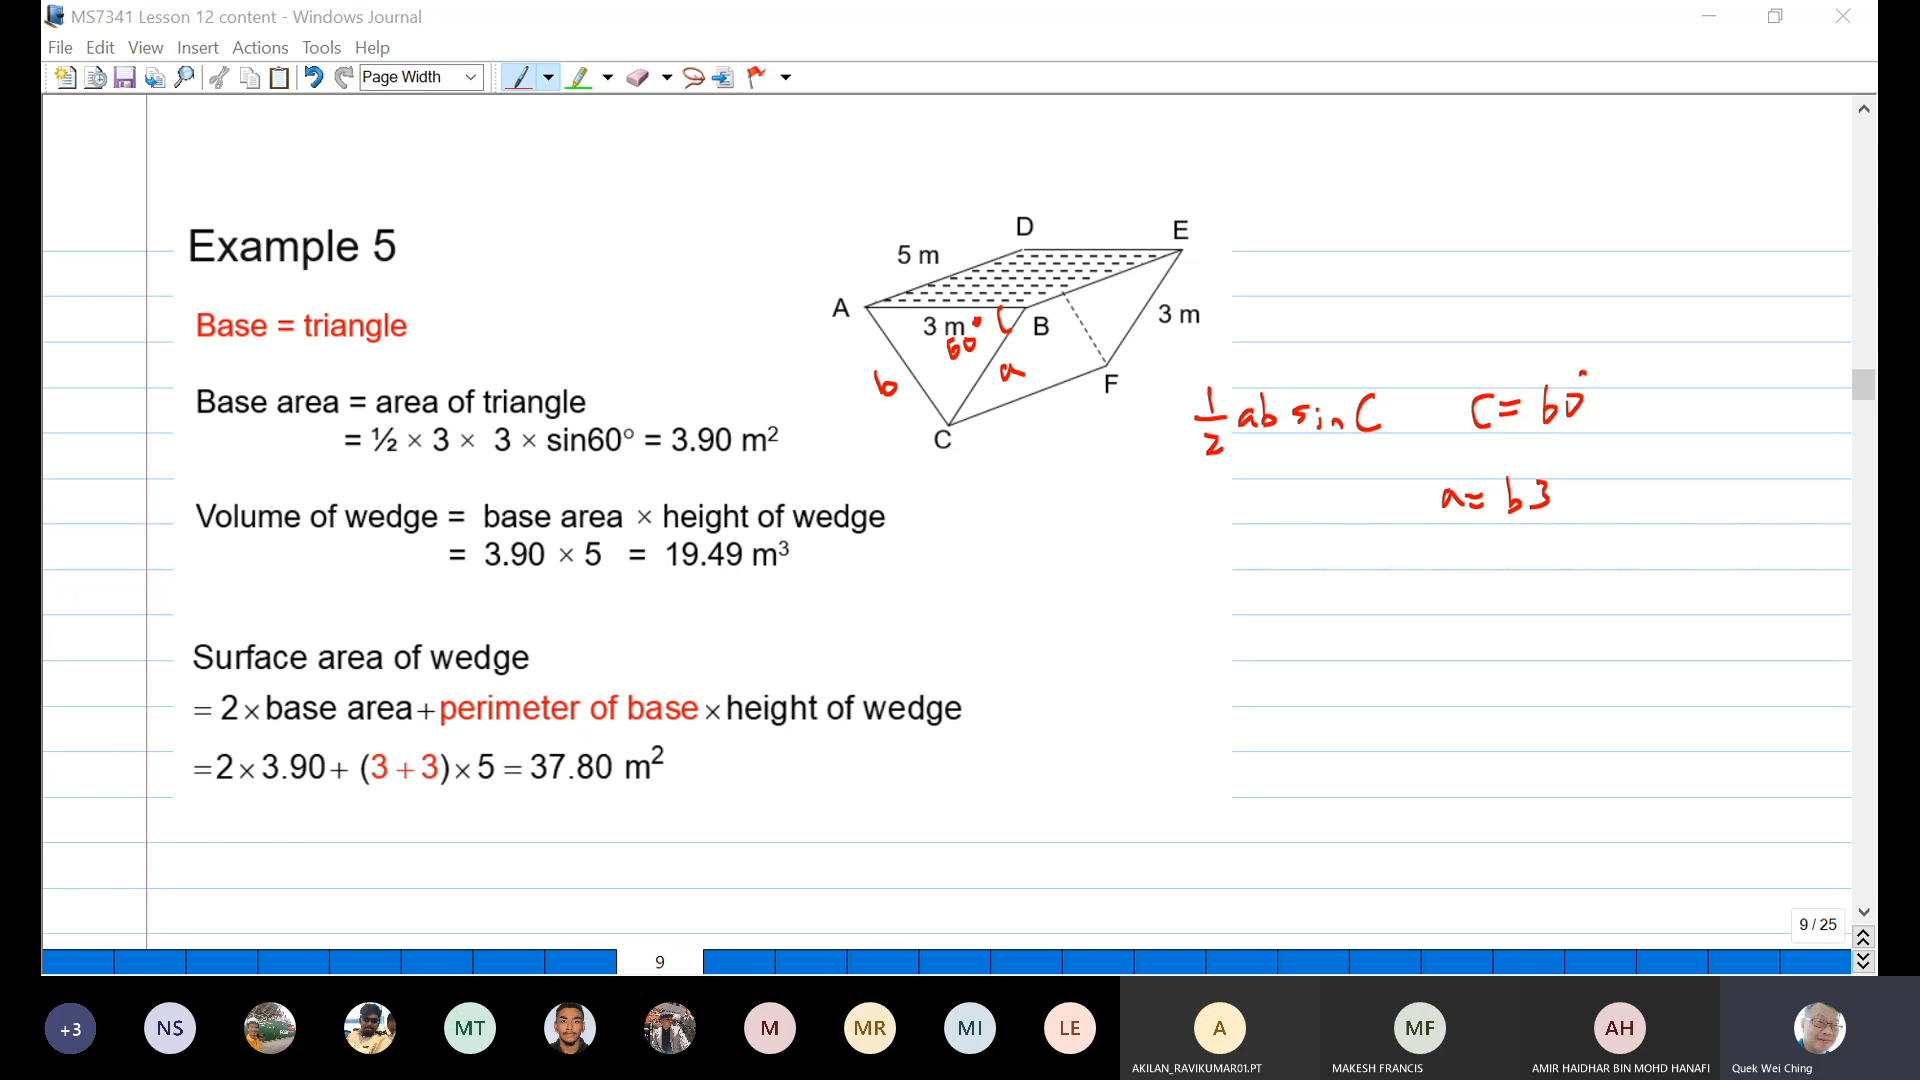 MS7341 Lesson 12 content - Windows Journal
File Edit View Insert Actions Tools Help
Page Width
Example 5
Base = triangle
Base area = area of triangle
= ½ × 3 × 3 × sin60° = 3.90 m²
Volume of wedge = base area × height of wedge
= 3.90 × 5 = 19.49 m³
Surface area of wedge
= 2×base area+perimeter of base×height of wedge
=2×3.90+ (3+3)×5=37.80 m²
D
E
5 m
A
3 m
C
B
3 m
60°
b
a
F
C
1/2 ab sin C C = 60°
a = b 3
9 / 25
9
+3
NS
MT
M
MR
MI
LE
A
MF
AH
AKILAN_RAVIKUMAR01.PT
MAKESH FRANCIS
AMIR HAIDHAR BIN MOHD HANAFI
Quek Wei Ching